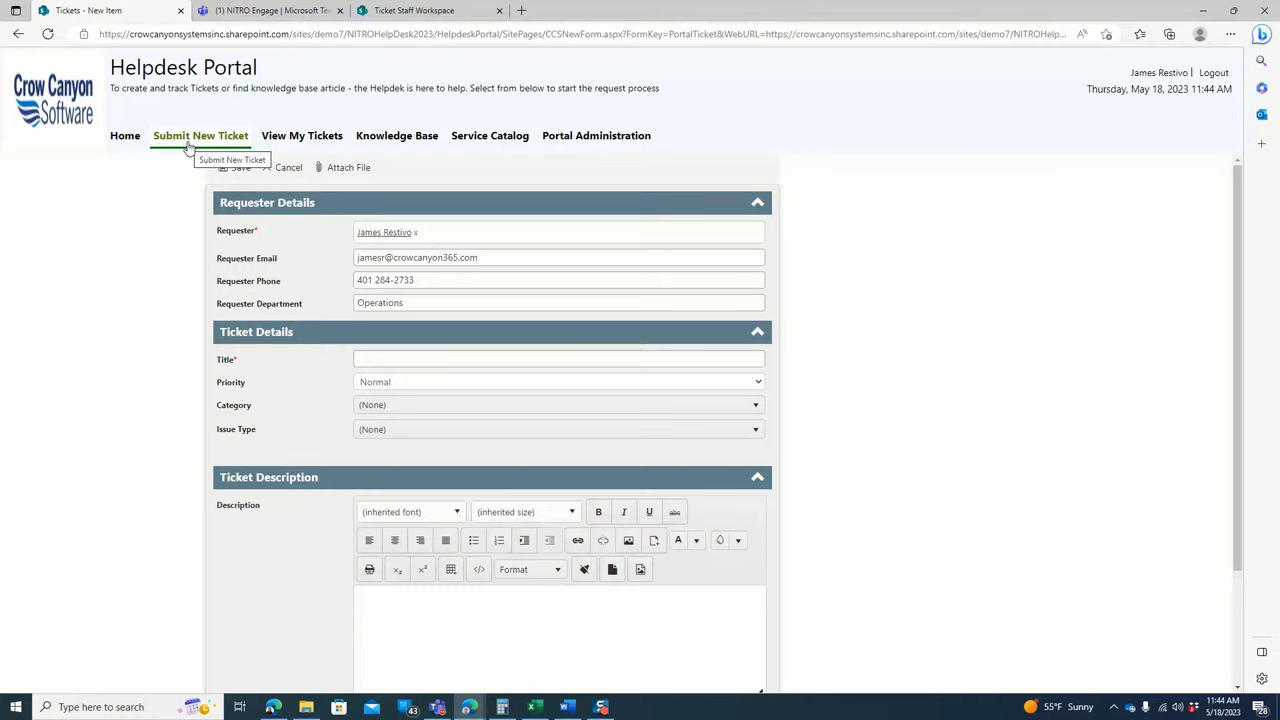 Tickets - New Item
(1) NITRO Engage | Microsoft Te
Ticket Staff Workspace
https://crowcanyonsystemsinc.sharepoint.com/sites/demo7/NITROHelpDesk2023/HelpdeskPortal/SitePages/CCSNewForm.aspx?FormKey=PortalTicket&WebURL=https://crowcanyonsystemsinc.sharepoint.com/sites/demo7/NITROHelp...
Crow Canyon
Software
Helpdesk Portal
To create and track Tickets or find knowledge base article - the Helpdek is here to help. Select from below to start the request process
James Restivo | Logout
Thursday, May 18, 2023 11:44 AM
Home
Submit New Ticket
View My Tickets
Knowledge Base
Service Catalog
Portal Administration
Submit New Ticket
Save
Cancel
Attach File
Requester Details
Requester*
James Restivo x
Requester Email
jamesr@crowcanyon365.com
Requester Phone
401 284-2733
Requester Department
Operations
Ticket Details
Title*
Priority
Normal
Category
(None)
Issue Type
(None)
Ticket Description
Description
(inherited font)
(inherited size)
B
I
U
abc
A
Format
Type here to search
43
55°F Sunny
11:44 AM
5/18/2023
28